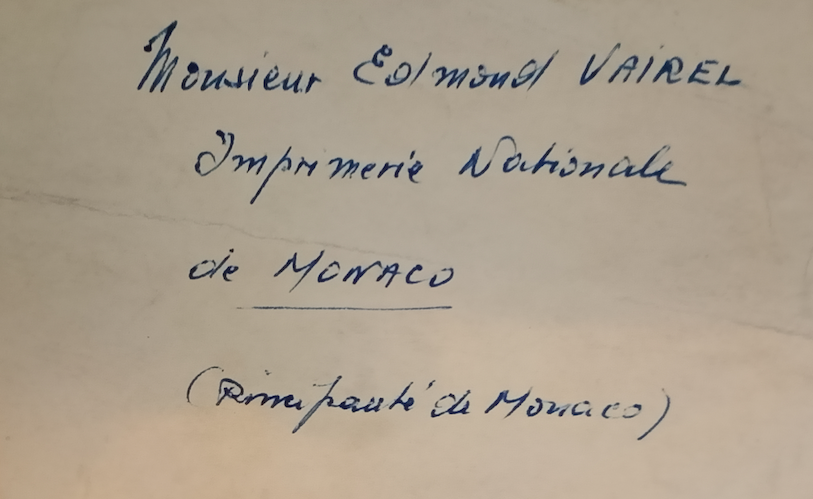 Monsieur Edmond VAIREL
Imprimerie Nationale
de MONACO
(Principauté de Monaco)